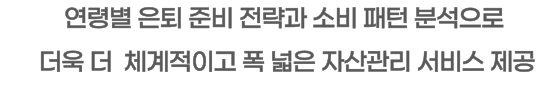 연령별 은퇴 준비 전략과 소비 패턴 분석으로
더욱 더  체계적이고 폭 넓은 자산관리 서비스 제공